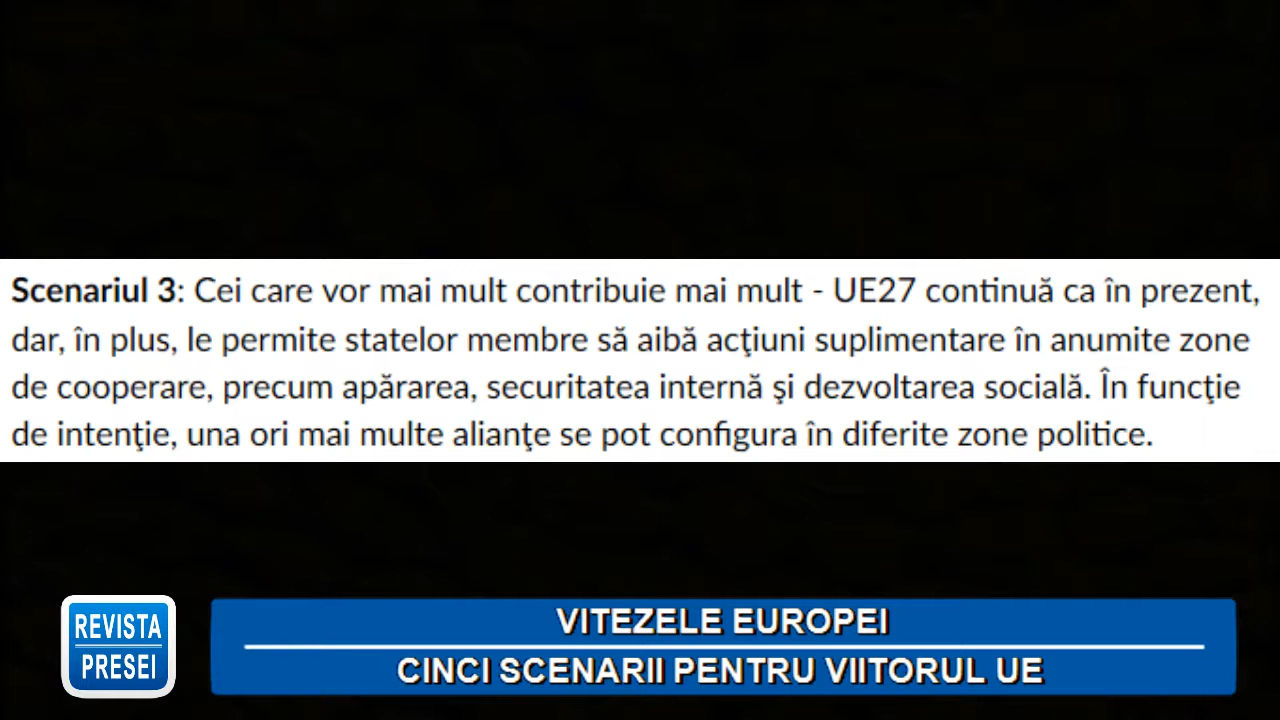 Scenariul 3: Cei care vor mai mult contribuie mai mult - UE27 continuă ca în prezent,
dar, în plus, le permite statelor membre să aibă acţiuni suplimentare în anumite zone
de cooperare, precum apărarea, securitatea internă şi dezvoltarea socială. În funcţie
de intenţie, una ori mai multe alianţe se pot configura în diferite zone politice.
REVISTA
PRESEI
VITEZELE EUROPEI
CINCI SCENARII PENTRU VIITORUL UE